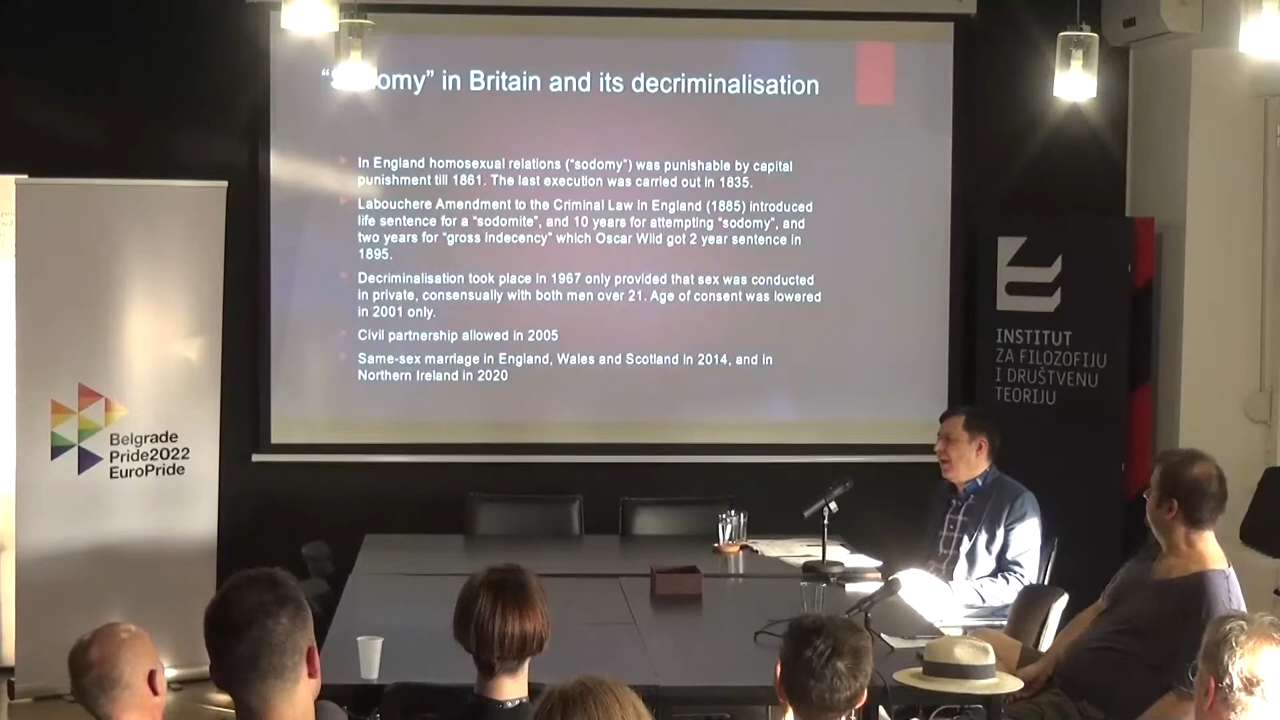 "S omy" in Britain and its decriminalisation
In England homosexual relations ("sodomy") was punishable by capital
punishment till 1861. The last execution was carried out in 1835.
Labouchere Amendment to the Criminal Law in England (1885) introduced
life sentence for a "sodomite", and 10 years for attempting "sodomy", and
two years for "gross indecency" which Oscar Wild got 2 year sentence in
1895.
Decriminalisation took place in 1967 only provided that sex was conducted
in private, consensually with both men over 21. Age of consent was lowered
in 2001 only.
Civil partnership allowed in 2005
Same-sex marriage in England, Wales and Scotland in 2014, and in
Northern Ireland in 2020
Belgrade
Pride2022
EuroPride
INSTITUT
ZA FILOZOFIJU
I DRUŠTVENU
TEORIJU